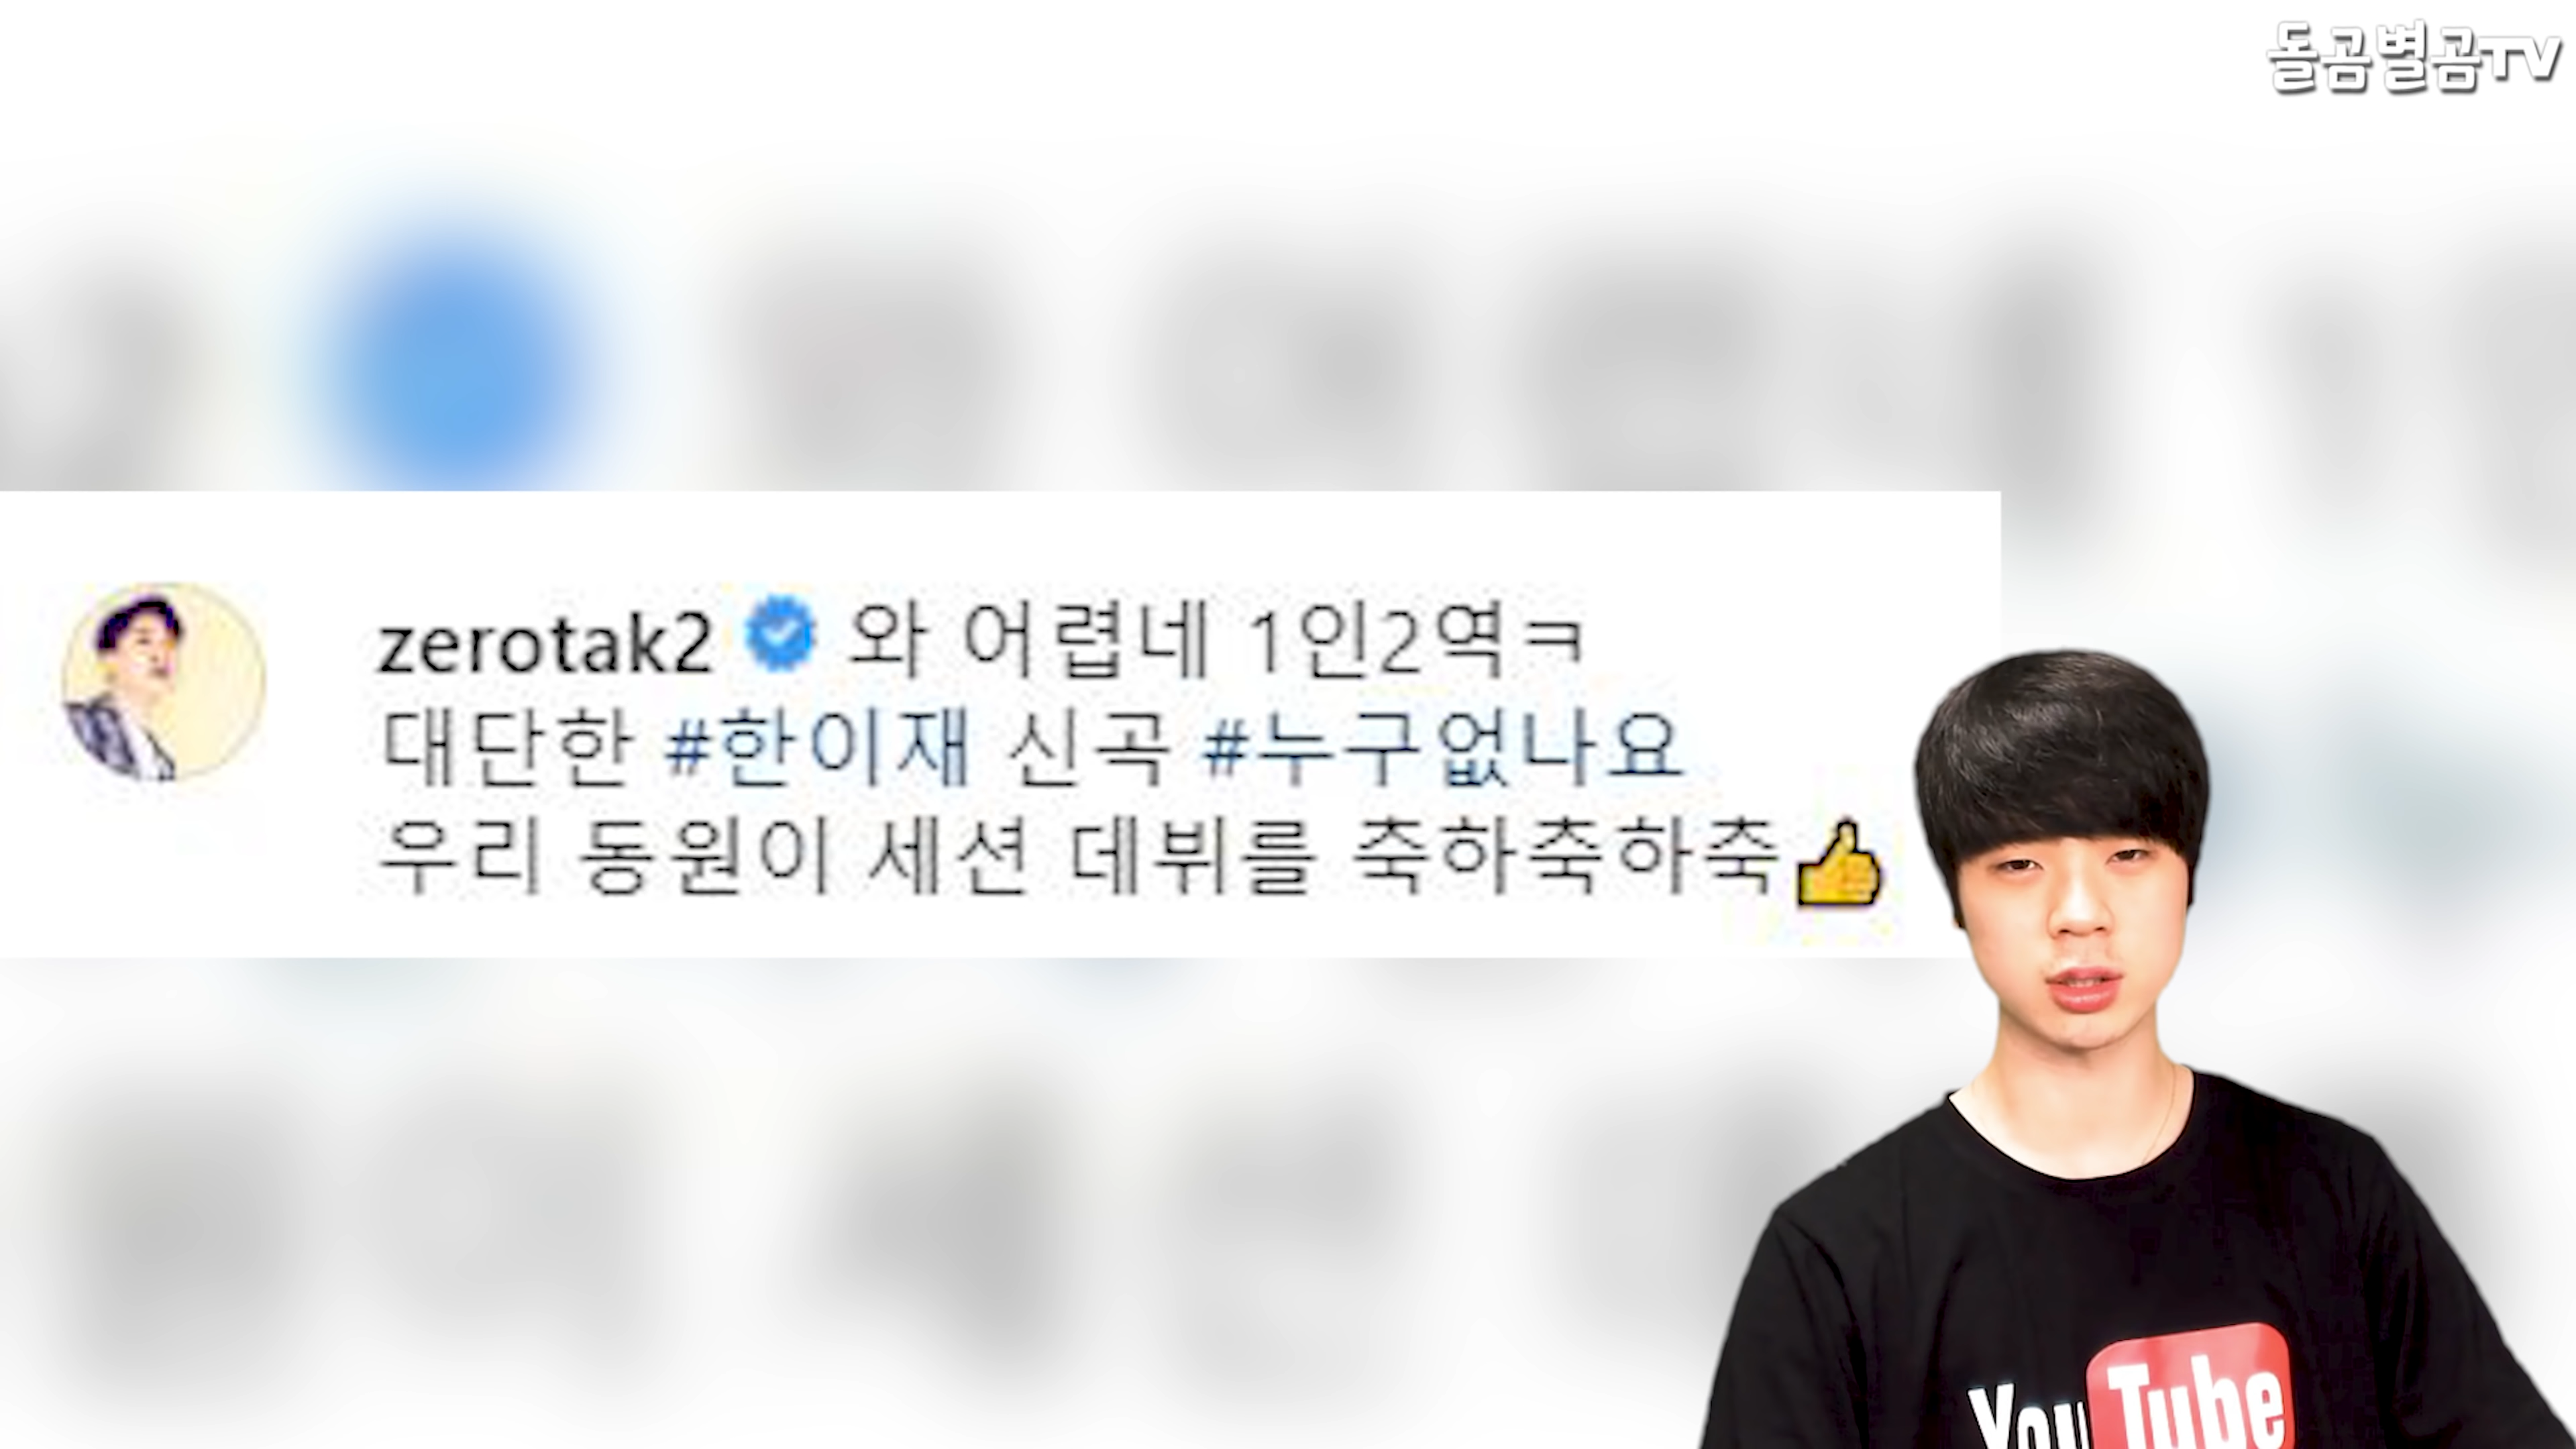 돌곰별곰TV
zerotak2 와 어렵네 1인2역ㅋ
대단한 #한이재 신곡 #누구없나요
우리 동원이 세션 데뷔를 축하축하축👍
You Tube